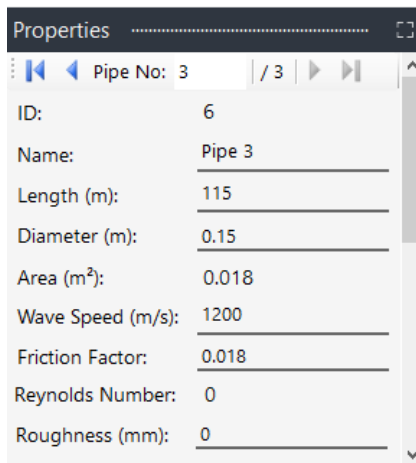 Properties
Pipe No: 3 / 3
ID: 6
Name: Pipe 3
Length (m): 115
Diameter (m): 0.15
Area (m²): 0.018
Wave Speed (m/s): 1200
Friction Factor: 0.018
Reynolds Number: 0
Roughness (mm): 0